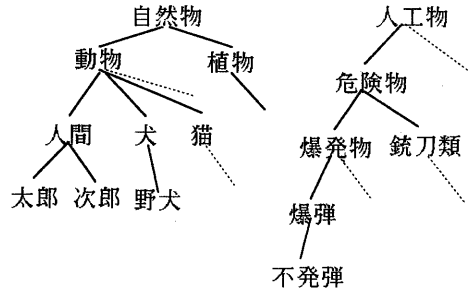 自然物 人工物
動物 植物
危険物
人間 犬 猫
爆発物 銃刀類
太郎 次郎 野犬
爆弾
不発弾